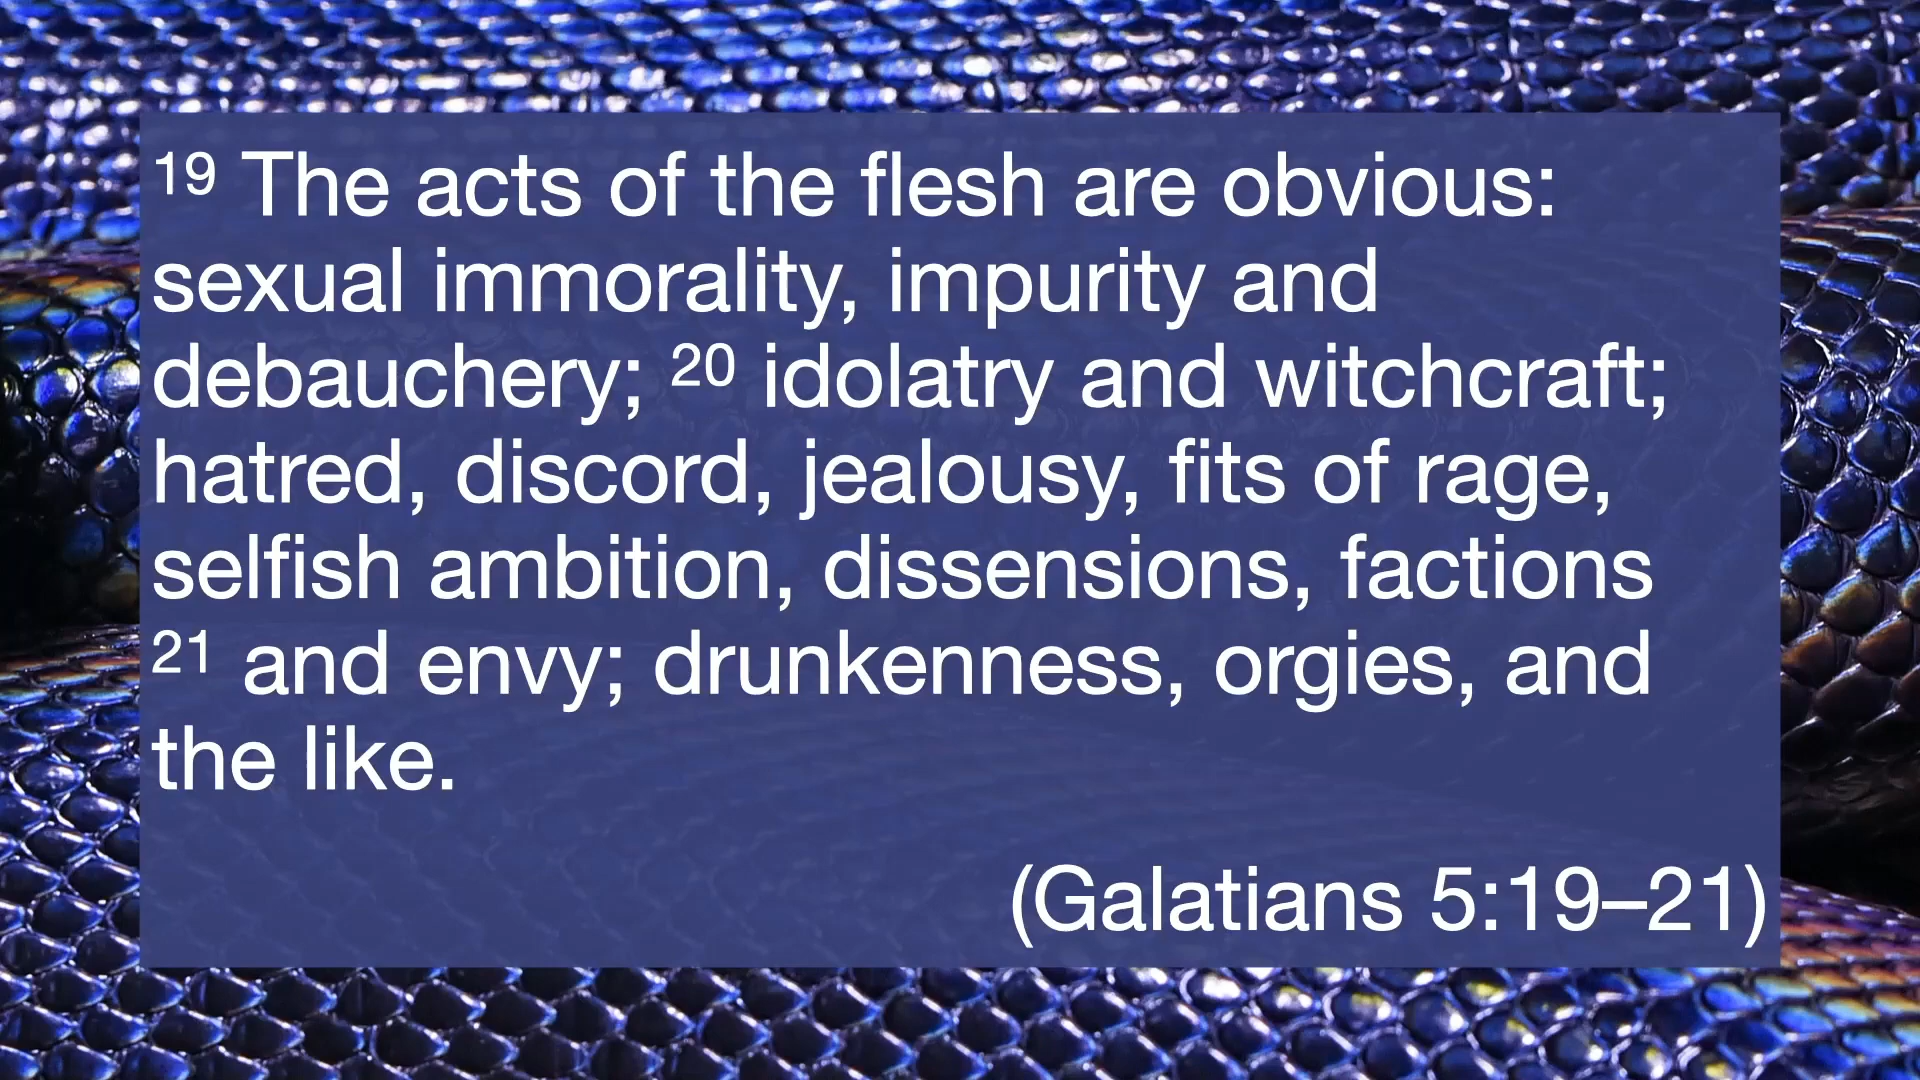 19 The acts of the flesh are obvious:
sexual immorality, impurity and
debauchery; 20 idolatry and witchcraft;
hatred, discord, jealousy, fits of rage,
selfish ambition, dissensions, factions
21 and envy; drunkenness, orgies, and
the like.
(Galatians 5:19–21)